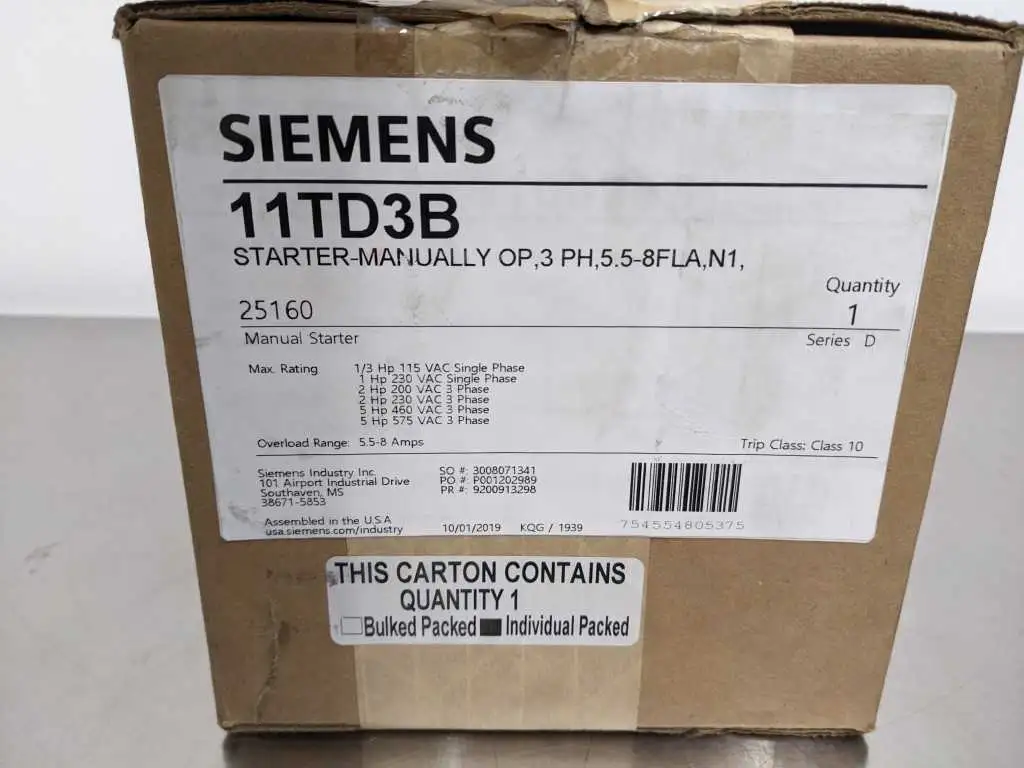 SIEMENS
11TD3B
STARTER-MANUALLY OP,3 PH,5.5-8FLA,N1,
Quantity
25160
1
Manual Starter
Series D
Max. Rating
1/3 Hp 115 VAC Single Phase
1 Hp 230 VAC Single Phase
2 Hp 200 VAC 3 Phase
2 Hp 230 VAC 3 Phase
5 Hp 460 VAC 3 Phase
5 Hp 575 VAC 3 Phase
Overload Range: 5.5-8 Amps
Trip Class: Class 10
Siemens Industry Inc.
101 Airport Industrial Drive
Southaven, MS
38671-5853
SO #: 3008071341
PO #: P001202989
PR #: 9200913298
Assembled in the U.S.A
usa.siemens.com/industry
10/01/2019 KQG / 1939
754554805375
THIS CARTON CONTAINS
QUANTITY 1
Bulked Packed Individual Packed